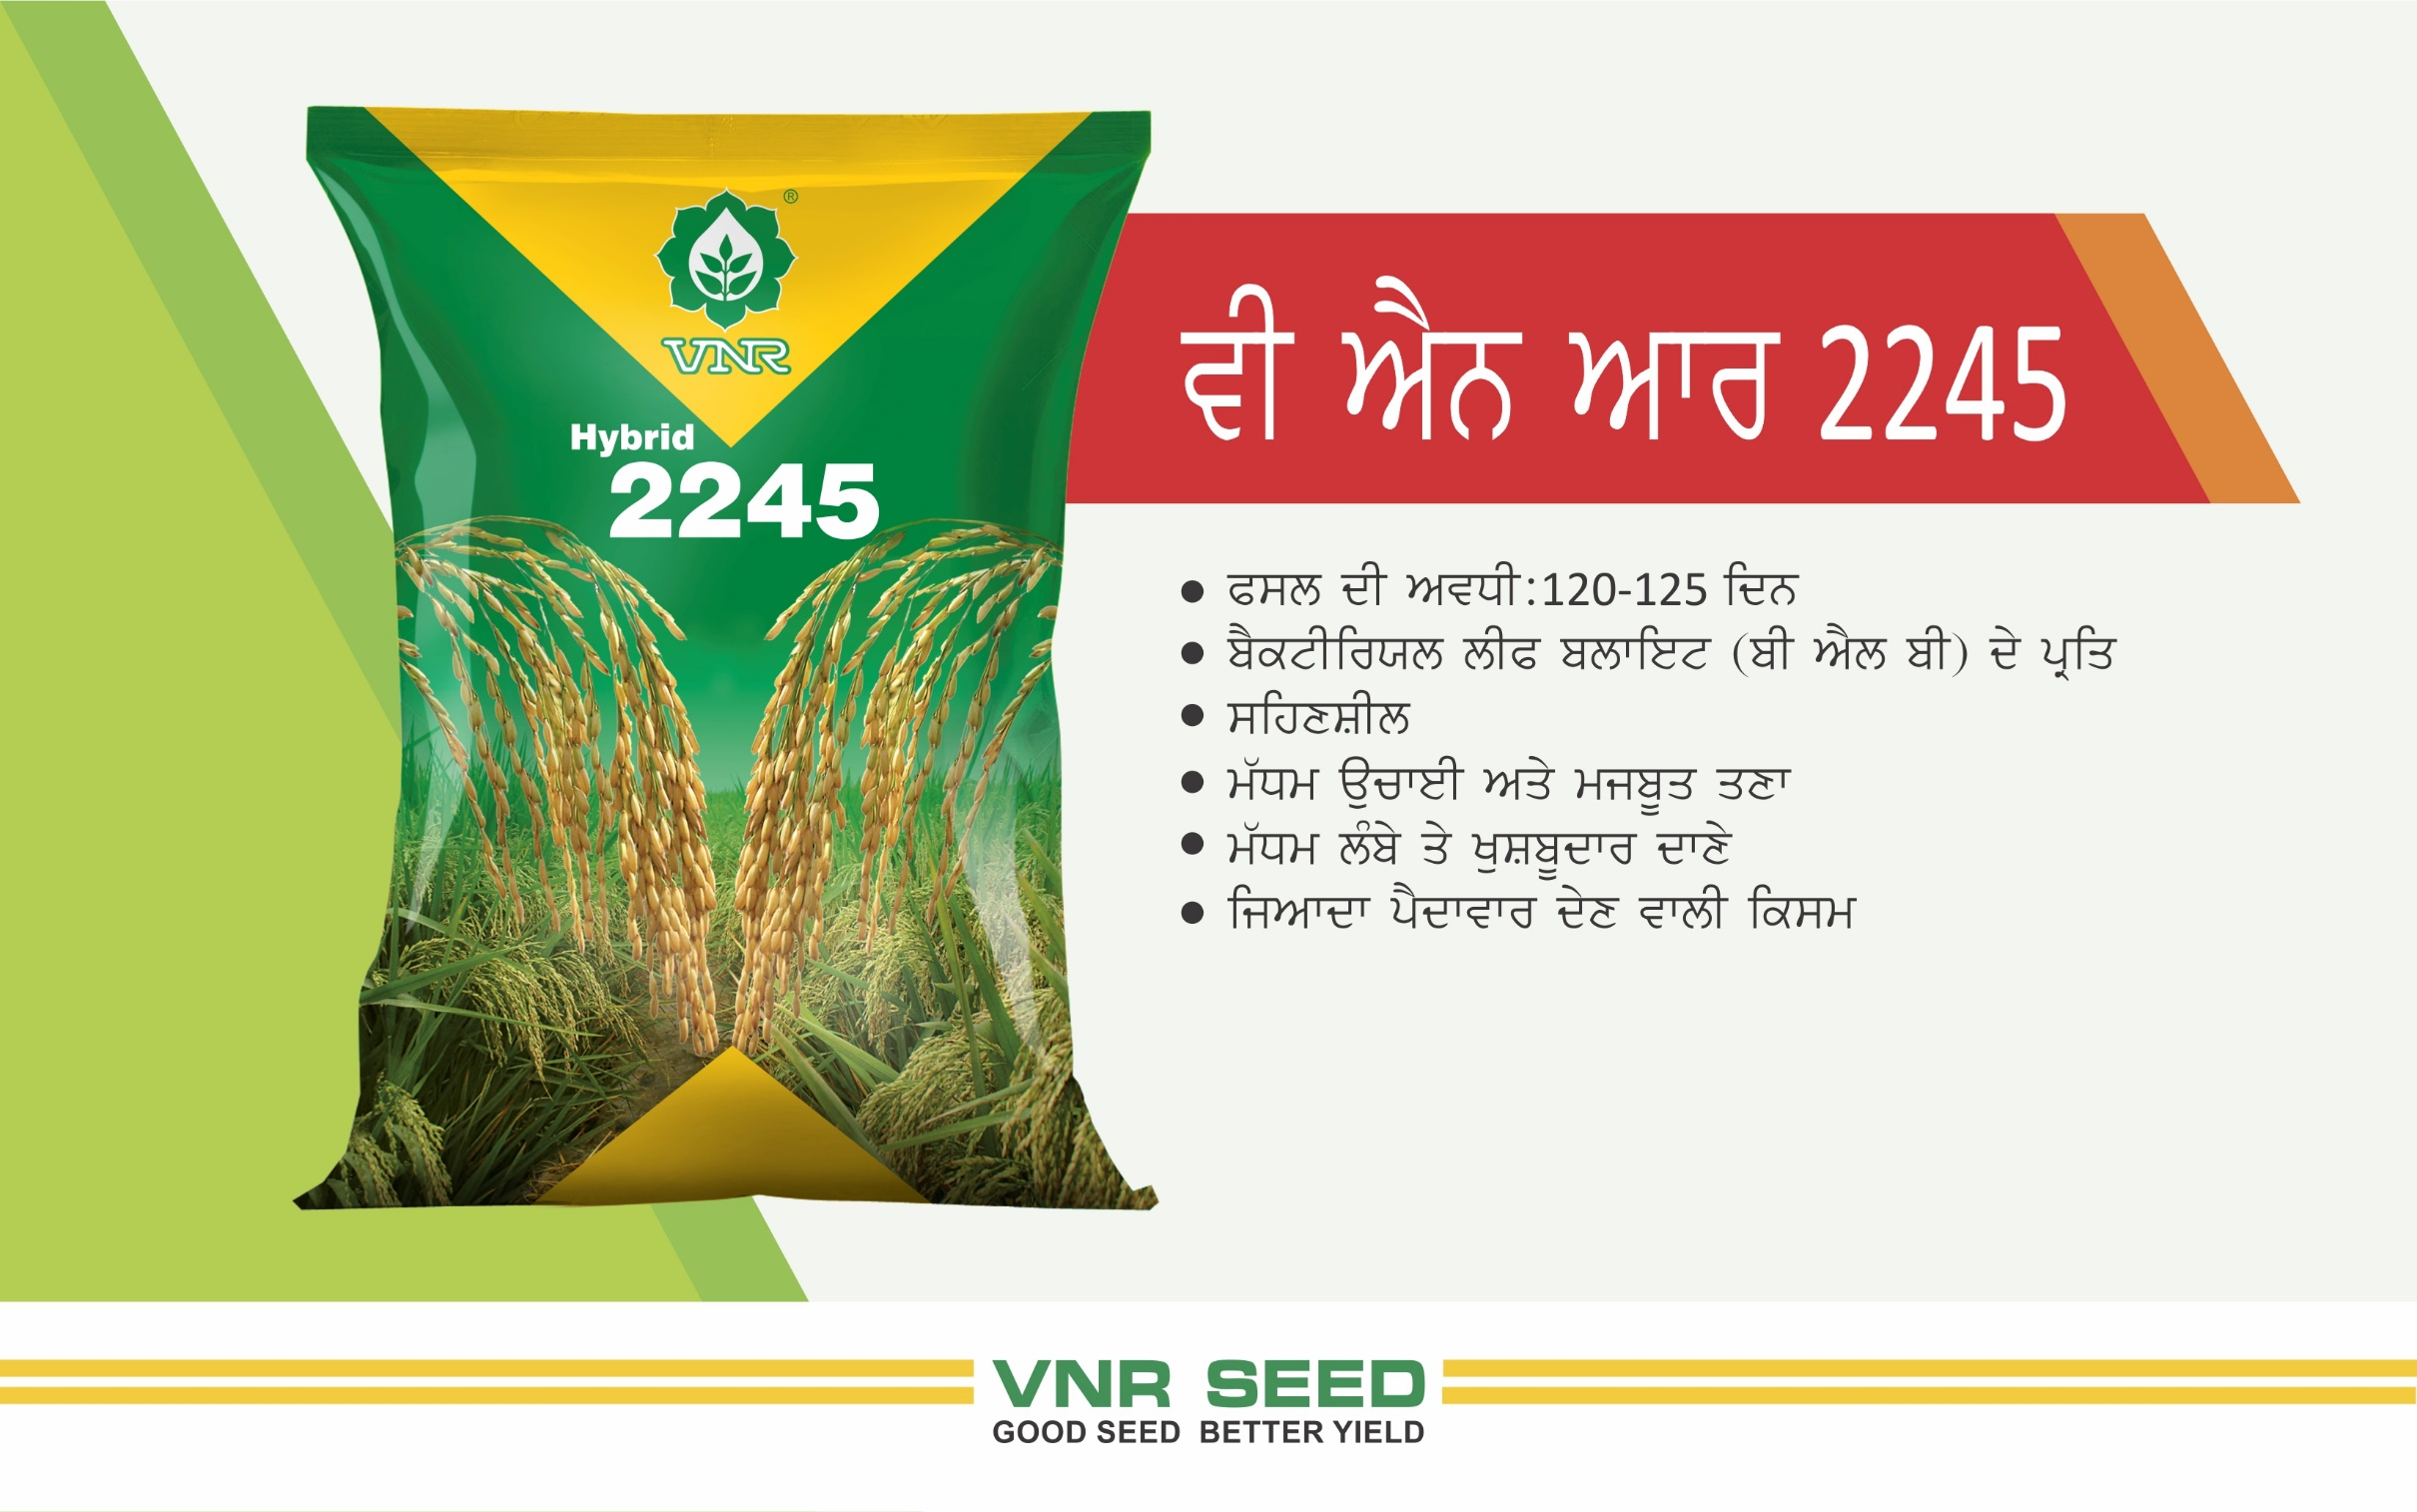 ®
VNR
Hybrid
2245
ਵੀ ਐਨ ਆਰ 2245
• ਫਸਲ ਦੀ ਅਵਧੀ:120-125 ਦਿਨ
• ਬੈਕਟੀਰਿਯਲ ਲੀਫ ਬਲਾਇਟ (ਬੀ ਐਲ ਬੀ) ਦੇ ਪ੍ਰਤਿ
• ਸਹਿਣਸ਼ੀਲ
• ਮੱਧਮ ਉਚਾਈ ਅਤੇ ਮਜਬੂਤ ਤਣਾ
• ਮੱਧਮ ਲੰਬੇ ਤੇ ਖੁਸ਼ਬੂਦਾਰ ਦਾਣੇ
• ਜਿਆਦਾ ਪੈਦਾਵਾਰ ਦੇਣ ਵਾਲੀ ਕਿਸਮ
VNR SEED
GOOD SEED BETTER YIELD